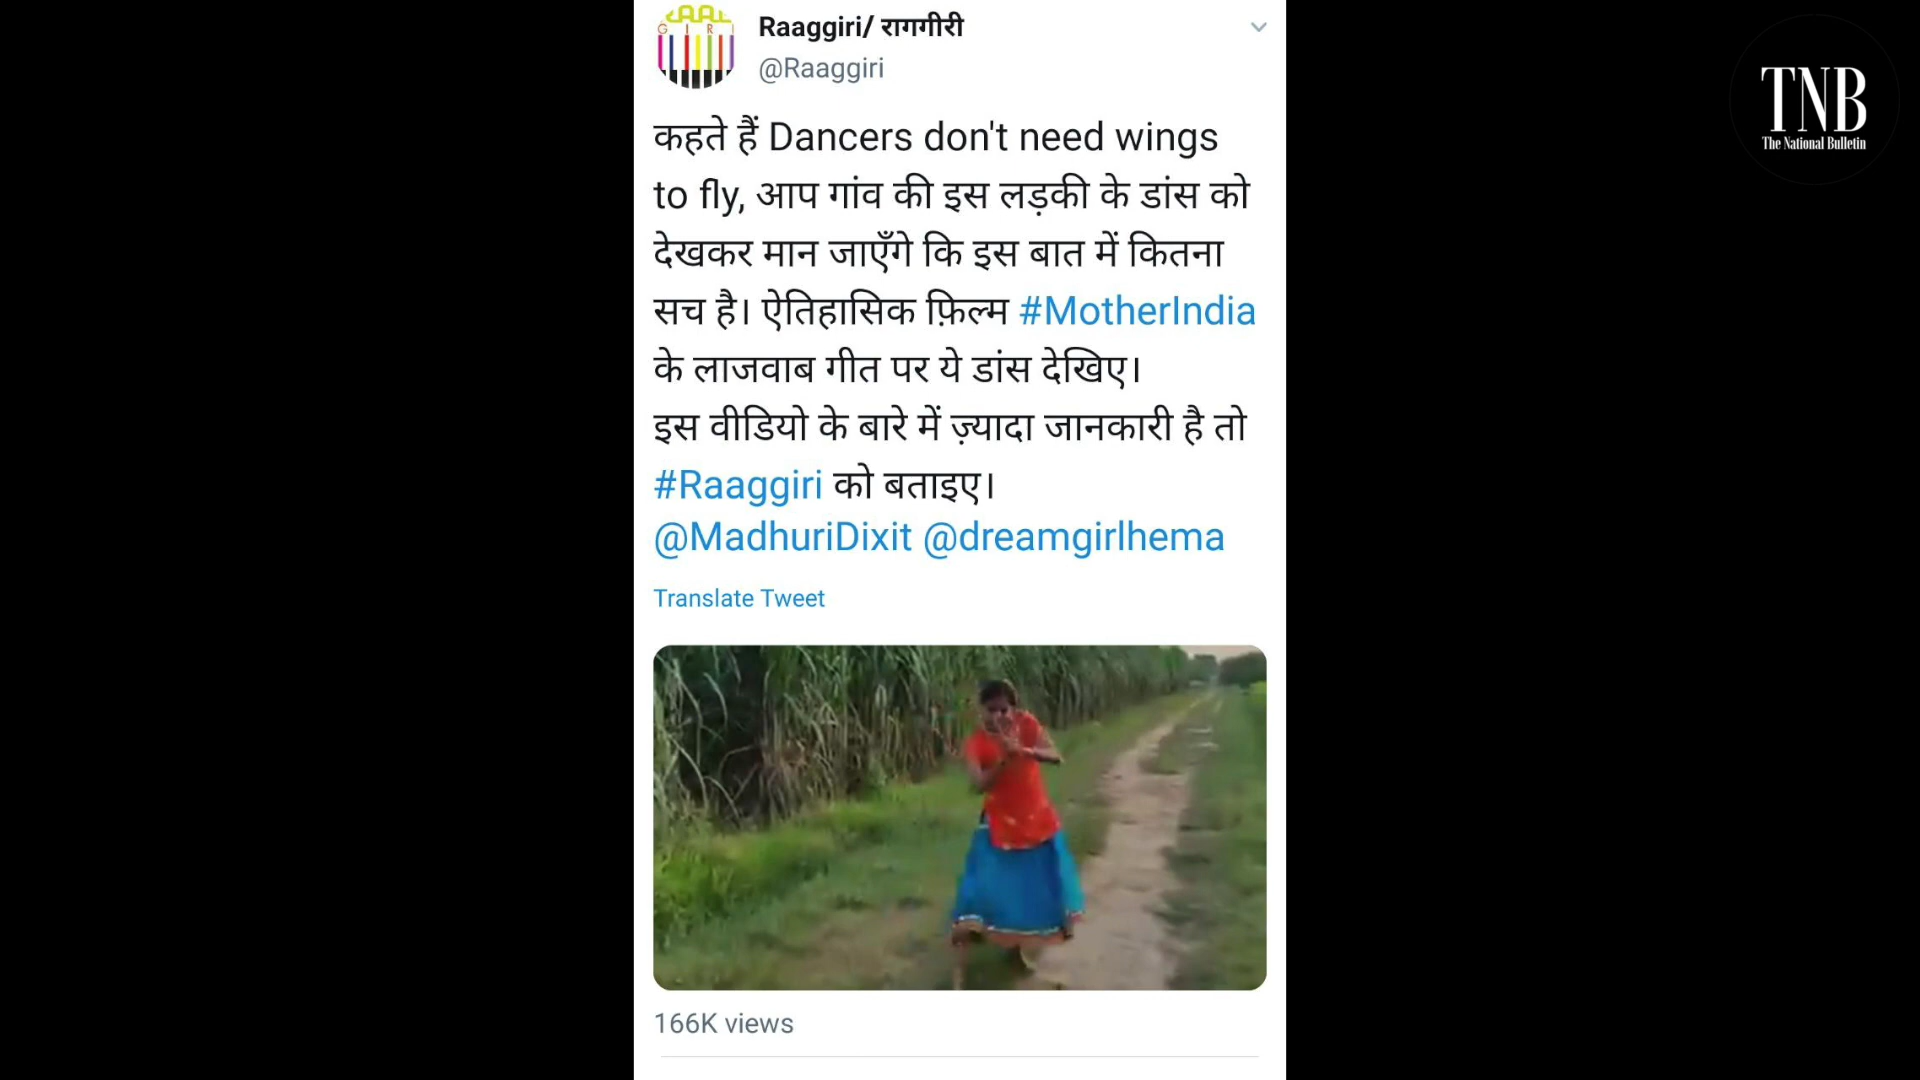 Raaggiri/ रागगीरी
@Raaggiri
कहते हैं Dancers don't need wings
to fly, आप गांव की इस लड़की के डांस को
देखकर मान जाएँगे कि इस बात में कितना
सच है। ऐतिहासिक फ़िल्म #MotherIndia
के लाजवाब गीत पर ये डांस देखिए।
इस वीडियो के बारे में ज़्यादा जानकारी है तो
#Raaggiri को बताइए।
@MadhuriDixit @dreamgirlhema
Translate Tweet
166K views
TNB
The National Bulletin